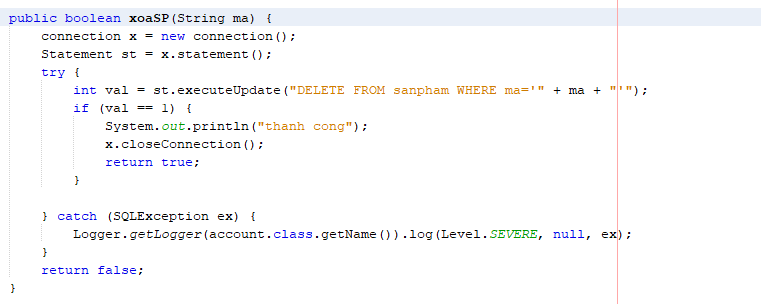 public boolean xoaSP(String ma) {
    connection x = new connection();
    Statement st = x.statement();
    try {
        int val = st.executeUpdate("DELETE FROM sanpham WHERE ma='" + ma + "'");
        if (val == 1) {
            System.out.println("thanh cong");
            x.closeConnection();
            return true;
        }

    } catch (SQLException ex) {
        Logger.getLogger(account.class.getName()).log(Level.SEVERE, null, ex);
    }
    return false;
}